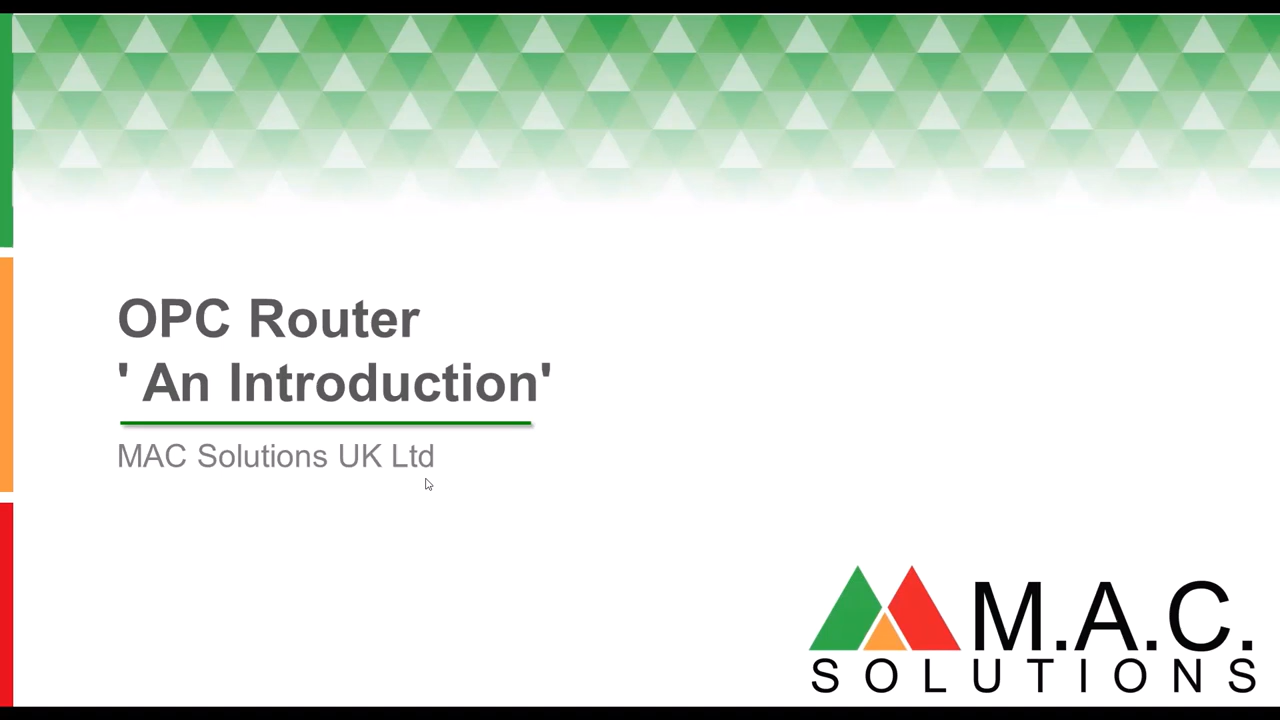 OPC Router
' An Introduction'
MAC Solutions UK Ltd
M.A.C.
SOLUTIONS